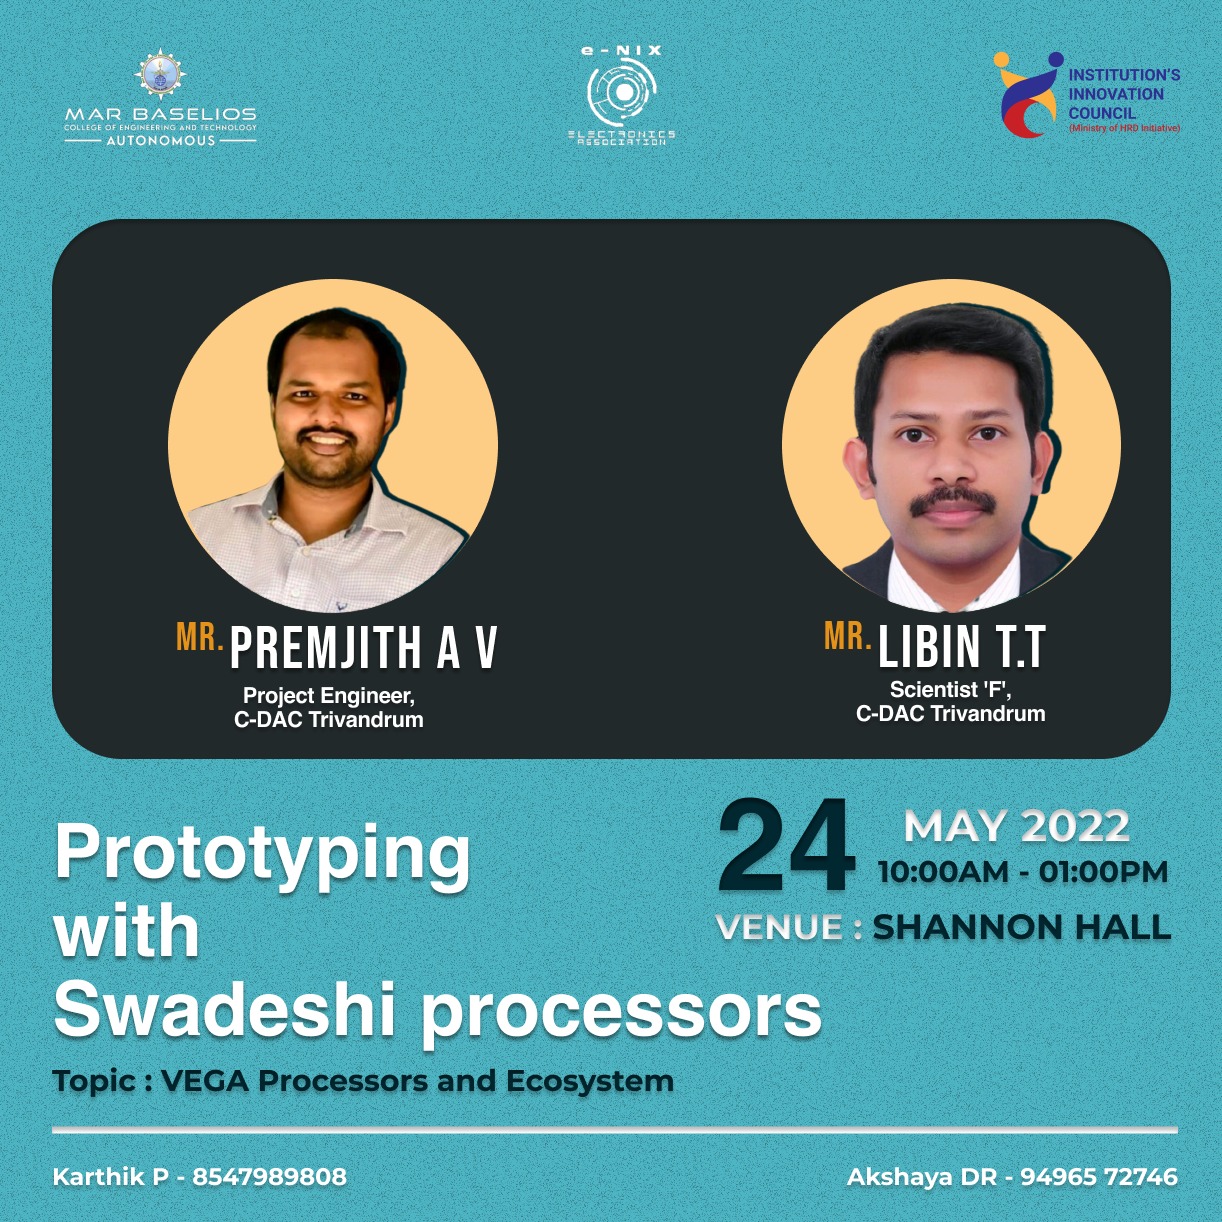 MAR BASELIOS
COLLEGE OF ENGINEERING AND TECHNOLOGY
AUTONOMOUS
e-NIX
ELECTRONICS
ASSOCIATION
INSTITUTION'S
INNOVATION
COUNCIL
(Ministry of HRD Initiative)
MR. PREMJITH A V
Project Engineer,
C-DAC Trivandrum
MR. LIBIN T.T
Scientist 'F',
C-DAC Trivandrum
Prototyping
with
Swadeshi processors
Topic : VEGA Processors and Ecosystem
24 MAY 2022
10:00AM - 01:00PM
VENUE : SHANNON HALL
Karthik P - 8547989808
Akshaya DR - 94965 72746